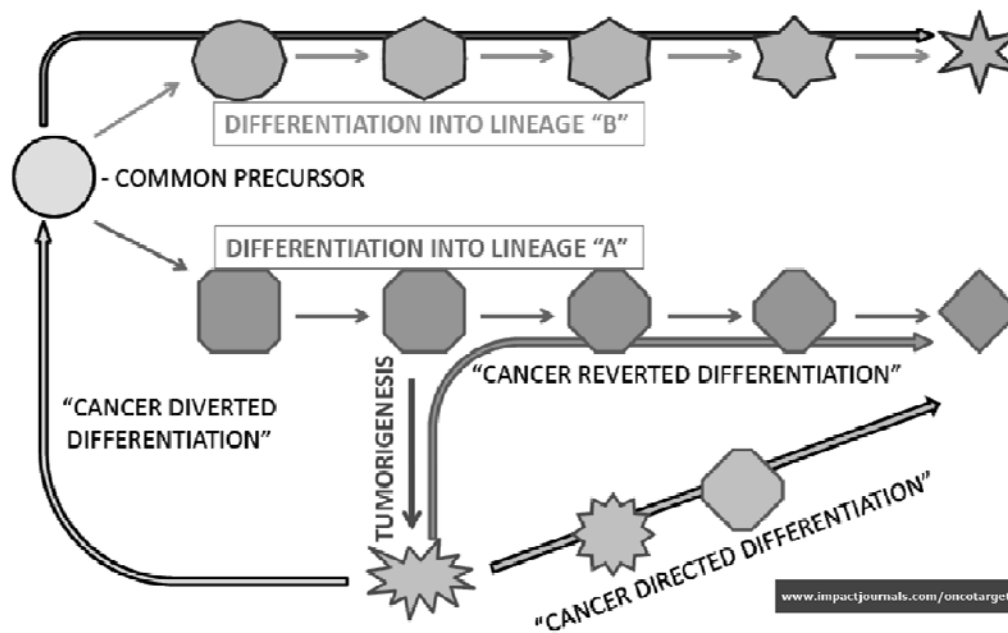 DIFFERENTIATION INTO LINEAGE "B"
- COMMON PRECURSOR
DIFFERENTIATION INTO LINEAGE "A"
"CANCER REVERTED DIFFERENTIATION"
"CANCER DIVERTED
DIFFERENTIATION"
TUMORIGENESIS
"CANCER DIRECTED DIFFERENTIATION"
www.impactjournals.com/oncotarget